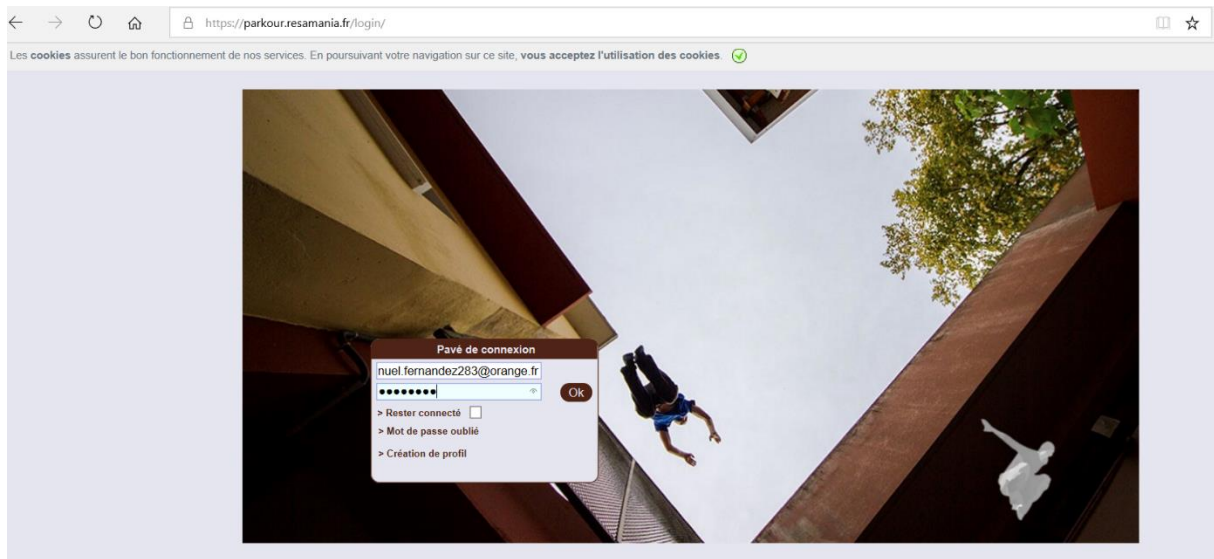 https://parkour.resamania.fr/login/
Les cookies assurent le bon fonctionnement de nos services. En poursuivant votre navigation sur ce site, vous acceptez l'utilisation des cookies.
Pavé de connexion
nuel.fernandez283@orange.fr
●●●●●●●● Ok
> Rester connecté
> Mot de passe oublié
> Création de profil